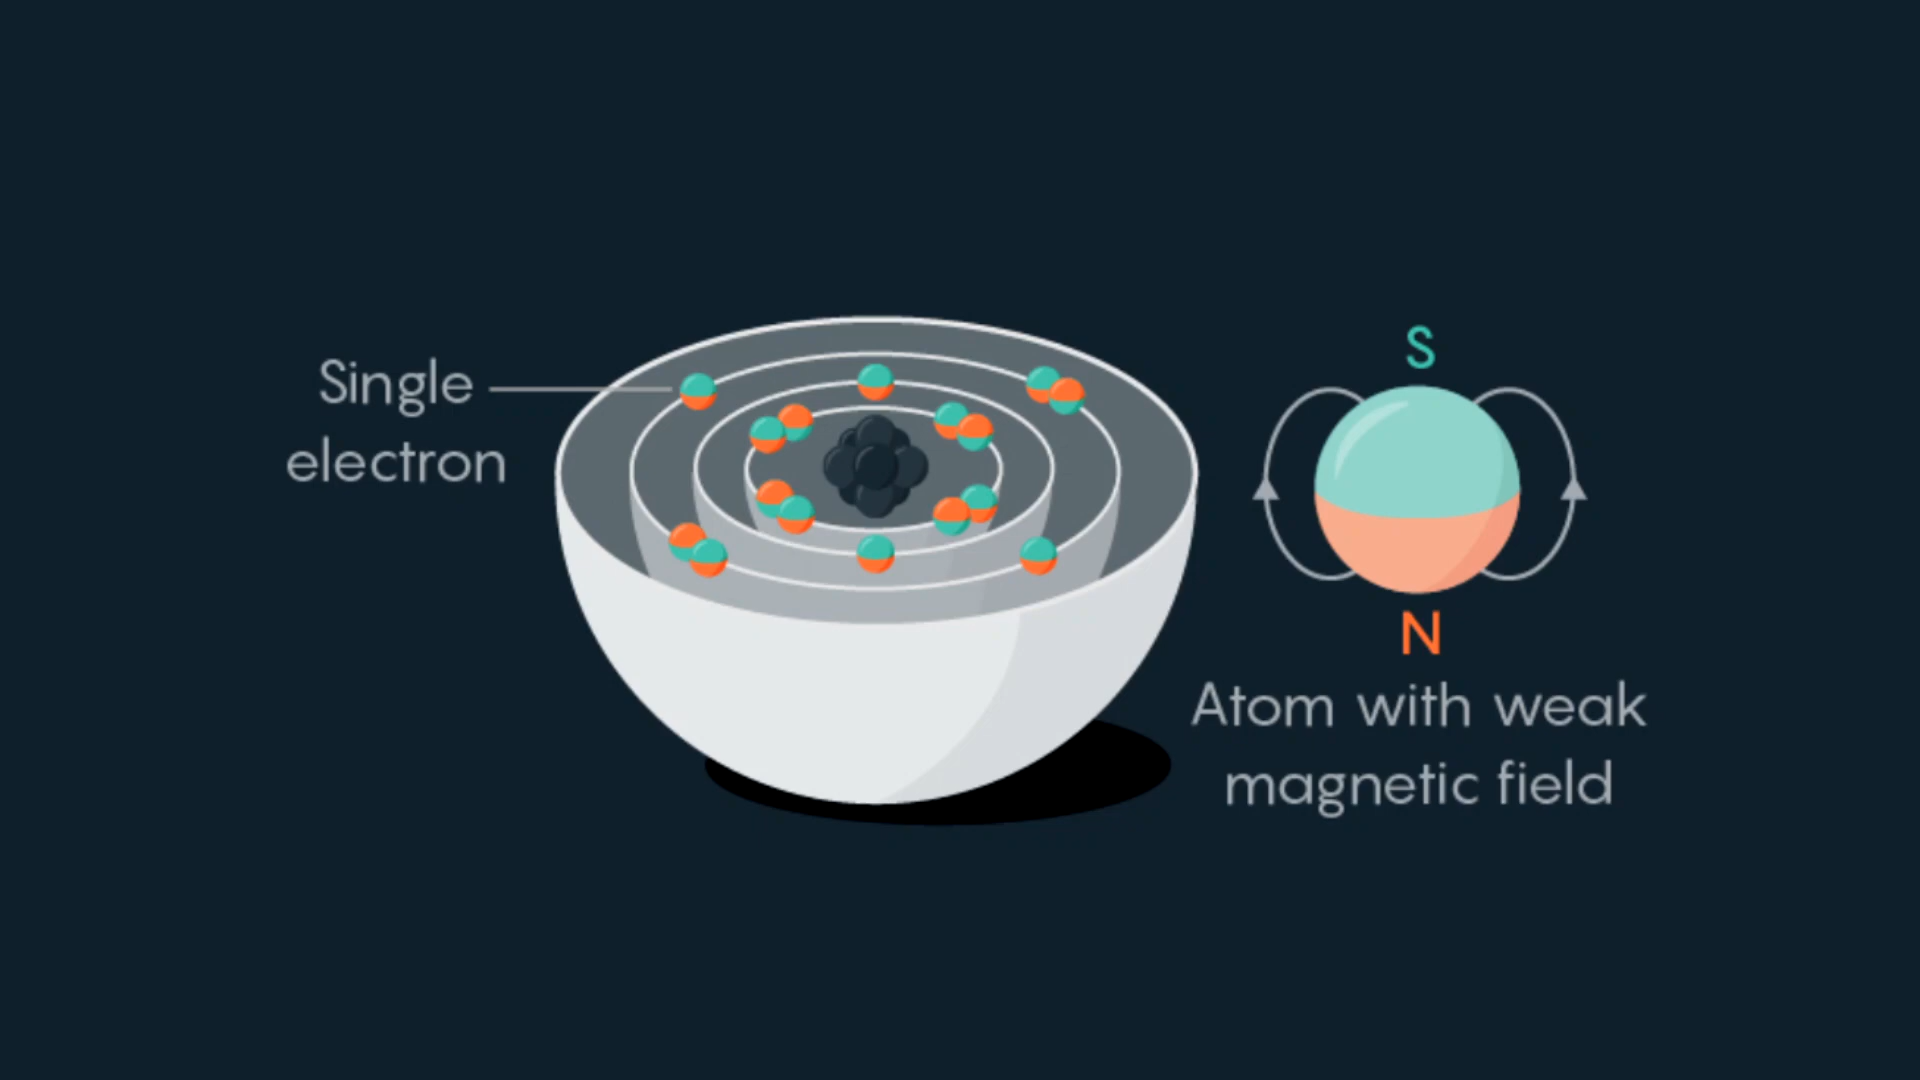 Single
electron
S
N
Atom with weak
magnetic field